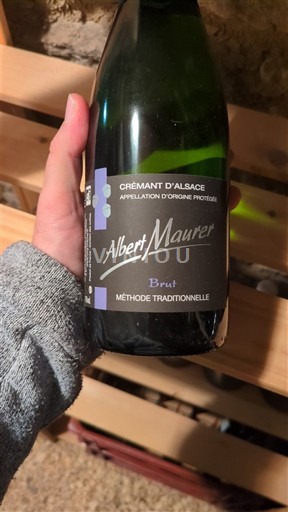 CRÉMANT D'ALSACE
APPELLATION D'ORIGINE PROTÉGÉE
Albert Maurer
Brut
MÉTHODE TRADITIONNELLE